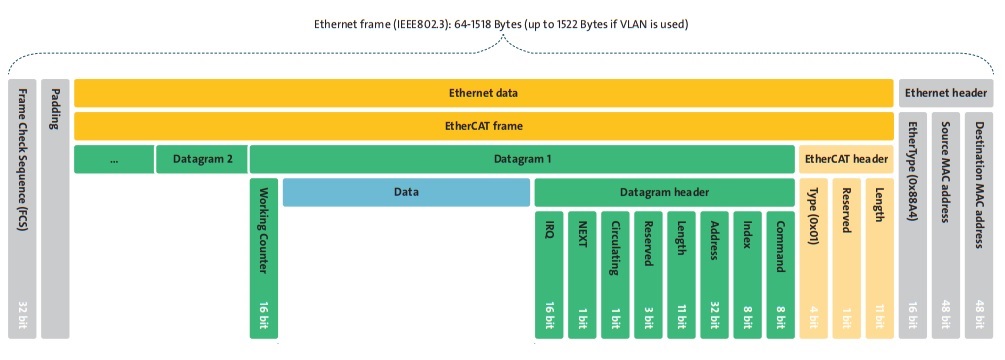 Ethernet frame (IEEE802.3): 64-1518 Bytes (up to 1522 Bytes if VLAN is used)
Frame Check Sequence (FCS)
32 bit
Padding
Ethernet data
Ethernet header
EtherCAT frame
...
Datagram 2
Datagram 1
EtherCAT header
Working Counter
16 bit
Data
Datagram header
IRQ
16 bit
NEXT
1 bit
Circulating
1 bit
Reserved
3 bit
Length
11 bit
Address
32 bit
Index
8 bit
Command
8 bit
Type (0x01)
4 bit
Reserved
1 bit
Length
11 bit
EtherType (0x88A4)
16 bit
Source MAC address
48 bit
Destination MAC address
48 bit